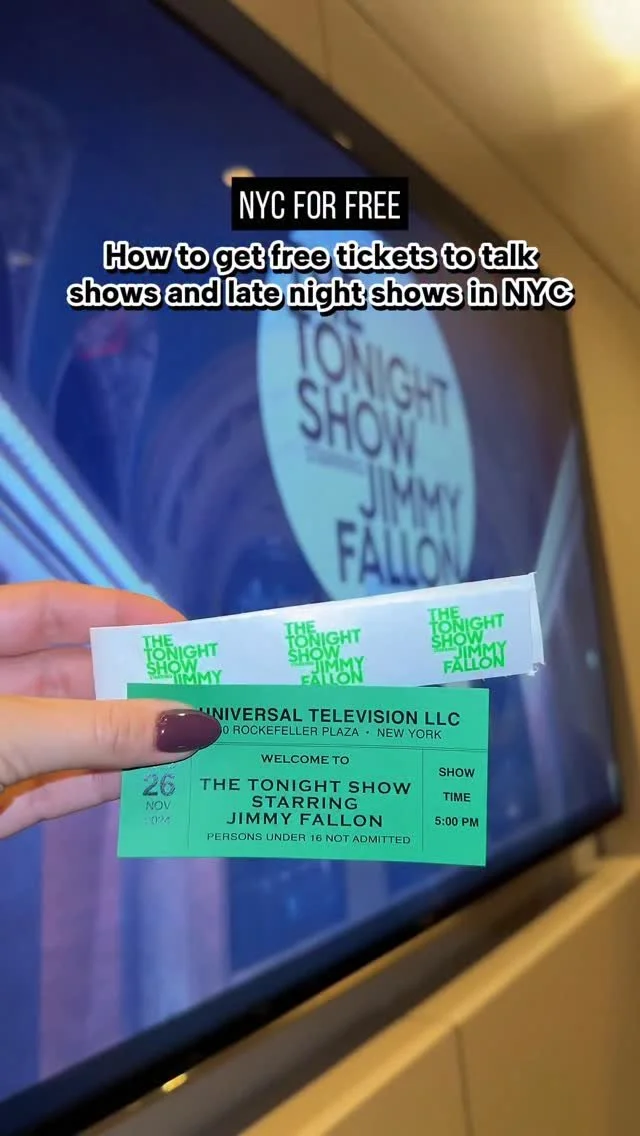 NYC FOR FREE
How to get free tickets to talk
shows and late night shows in NYC
THE
TONIGHT
SHOW
JIMMY
FALLON
THE
TONIGHT
SHOW
JIMMY
THE
TONIGHT
SHOW
JIMMY
FALLON
THE
TONIGHT
SHOW
JIMMY
FALLON
UNIVERSAL TELEVISION LLC
ROCKEFELLER PLAZA • NEW YORK
26
NOV
2024
WELCOME TO
THE TONIGHT SHOW
STARRING
JIMMY FALLON
PERSONS UNDER 16 NOT ADMITTED
SHOW
TIME
5:00 PM